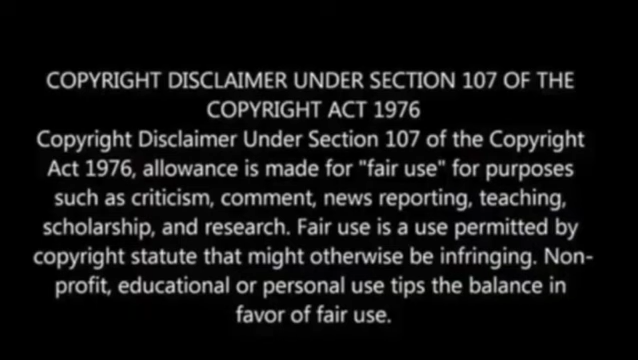 COPYRIGHT DISCLAIMER UNDER SECTION 107 OF THE
COPYRIGHT ACT 1976
Copyright Disclaimer Under Section 107 of the Copyright
Act 1976, allowance is made for "fair use" for purposes
such as criticism, comment, news reporting, teaching,
scholarship, and research. Fair use is a use permitted by
copyright statute that might otherwise be infringing. Non-
profit, educational or personal use tips the balance in
favor of fair use.